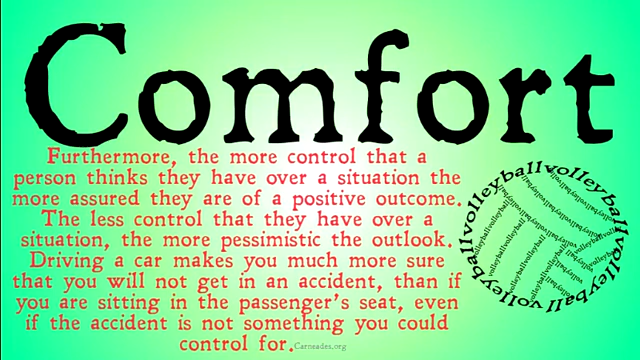 Comfort
Furthermore, the more control that a
person thinks they have over a situation the
more assured they are of a positive outcome.
The less control that they have over a
situation, the more pessimistic the outlook.
Driving a car makes you much more sure
that you will not get in an accident, than if
you are sitting in the passenger's seat, even
if the accident is not something you could
control for.
Carneades.org
volleyballvolleyballvolleyballvolleyball